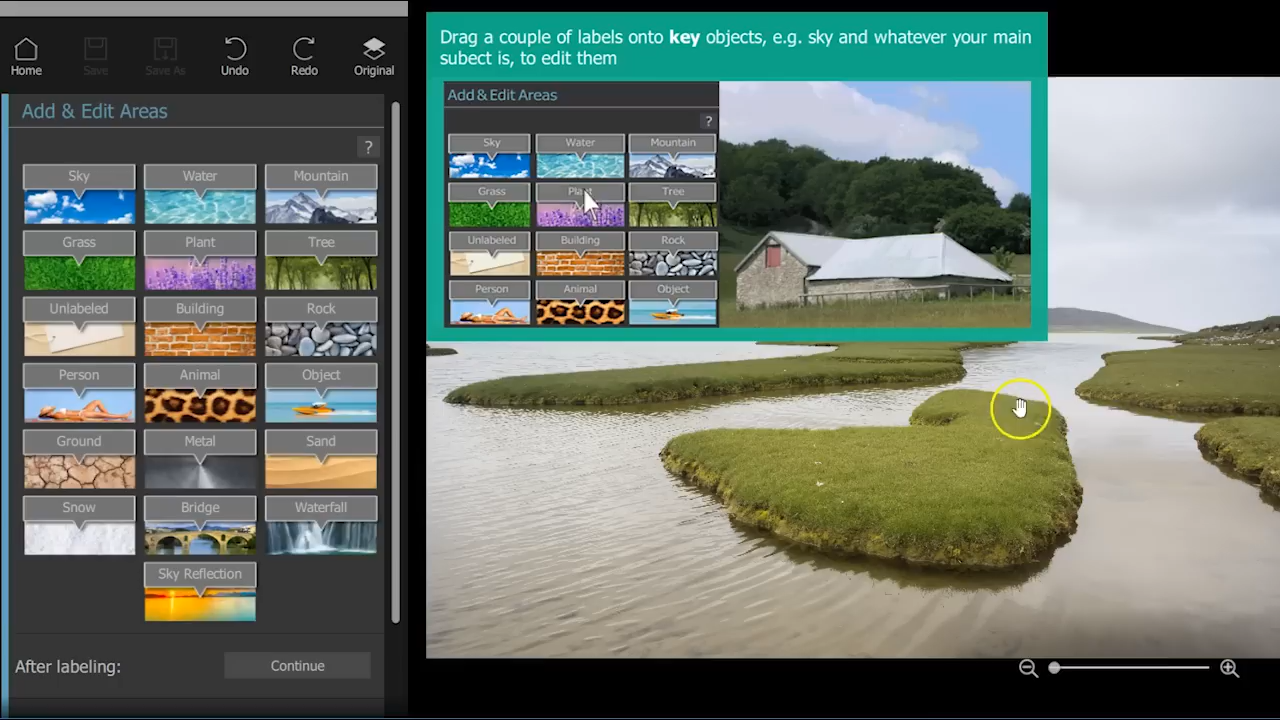 Home
Save
Save As
Undo
Redo
Original
Add & Edit Areas
?
Sky
Water
Mountain
Grass
Plant
Tree
Unlabeled
Building
Rock
Person
Animal
Object
Ground
Metal
Sand
Snow
Bridge
Waterfall
Sky Reflection
After labeling:
Continue
Drag a couple of labels onto key objects, e.g. sky and whatever your main
subect is, to edit them
Add & Edit Areas
?
Sky
Water
Mountain
Grass
Plant
Tree
Unlabeled
Building
Rock
Person
Animal
Object